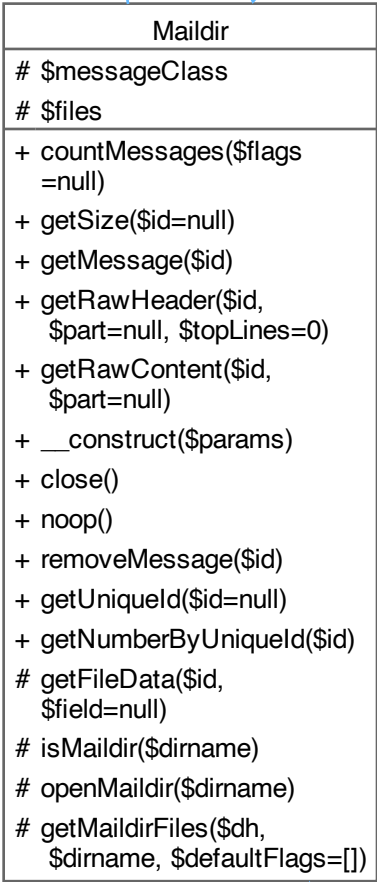 Maildir
# $messageClass
# $files
+ countMessages($flags
=null)
+ getSize($id=null)
+ getMessage($id)
+ getRawHeader($id,
$part=null, $topLines=0)
+ getRawContent($id,
$part=null)
+ __construct($params)
+ close()
+ noop()
+ removeMessage($id)
+ getUniqueId($id=null)
+ getNumberByUniqueId($id)
# getFileData($id,
$field=null)
# isMaildir($dirname)
# openMaildir($dirname)
# getMaildirFiles($dh,
$dirname, $defaultFlags=[])